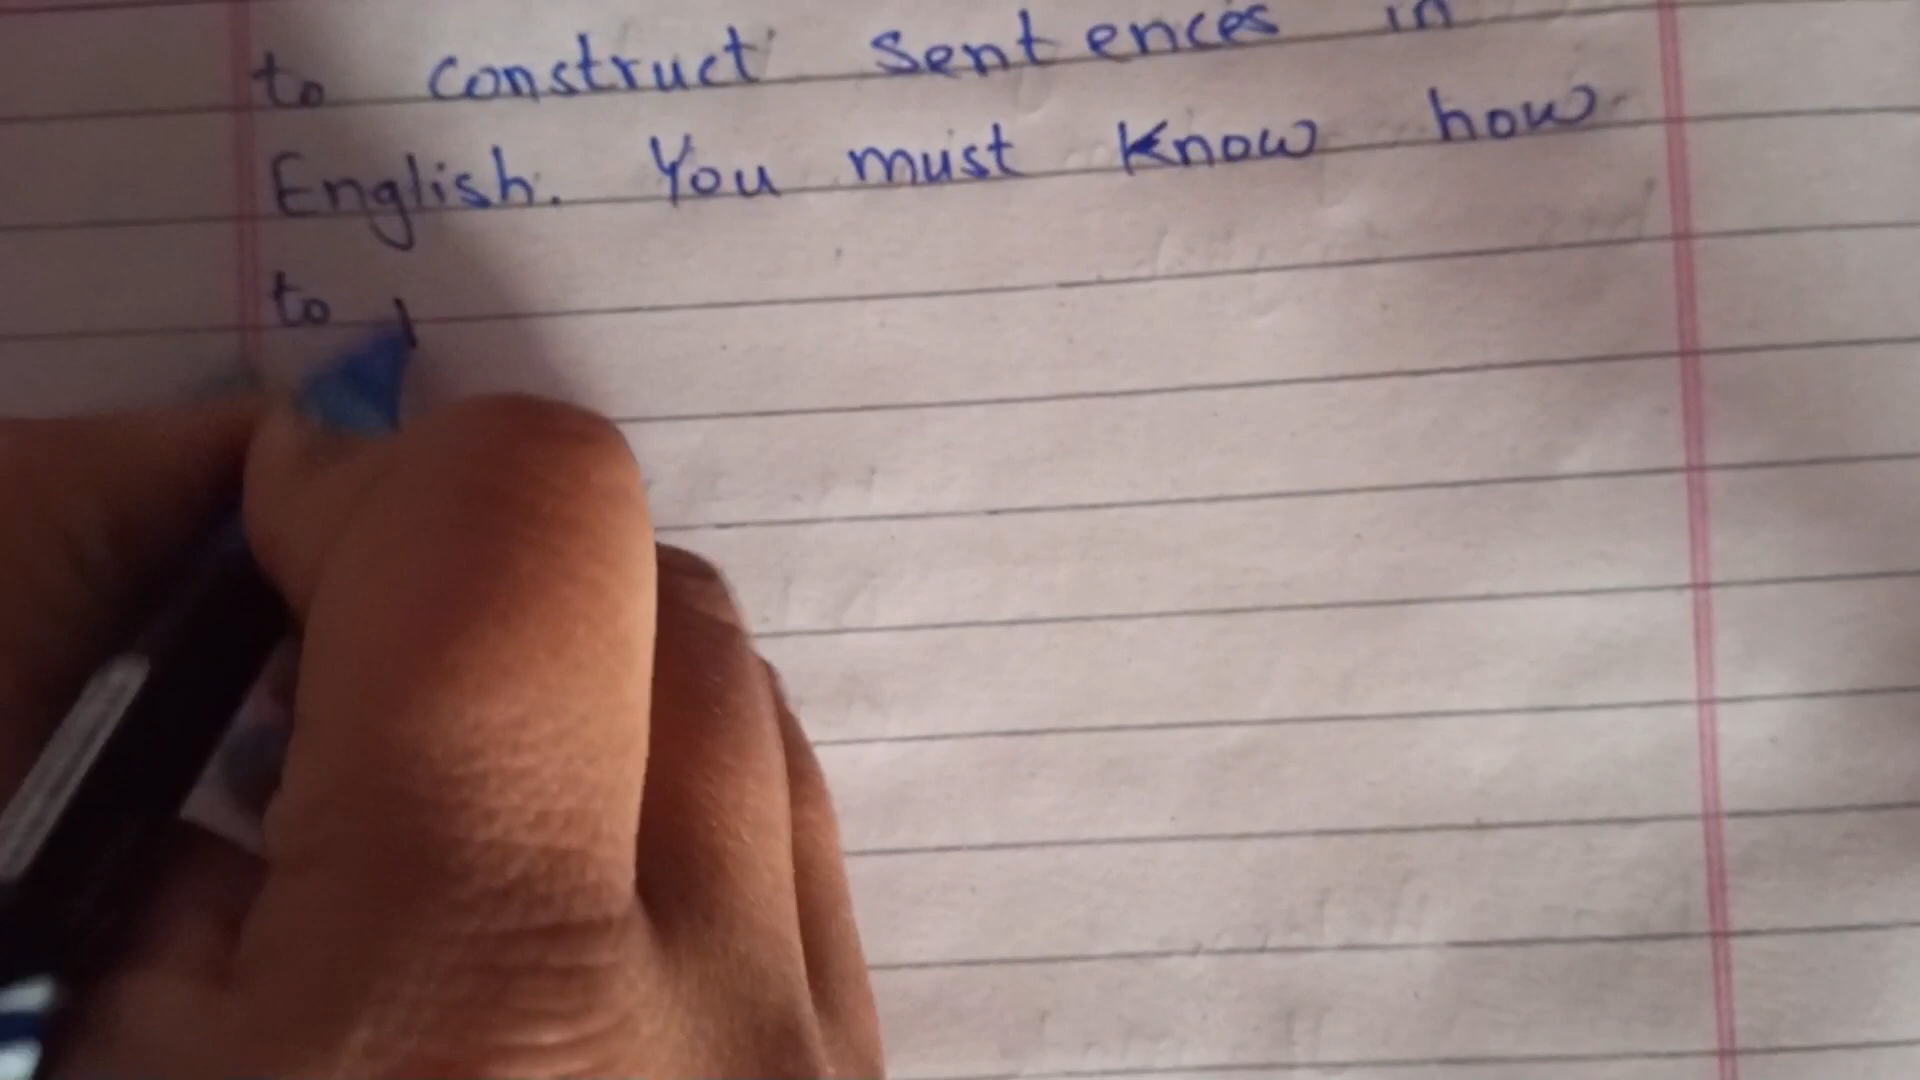 to construct sentences in
English. You must know how
to